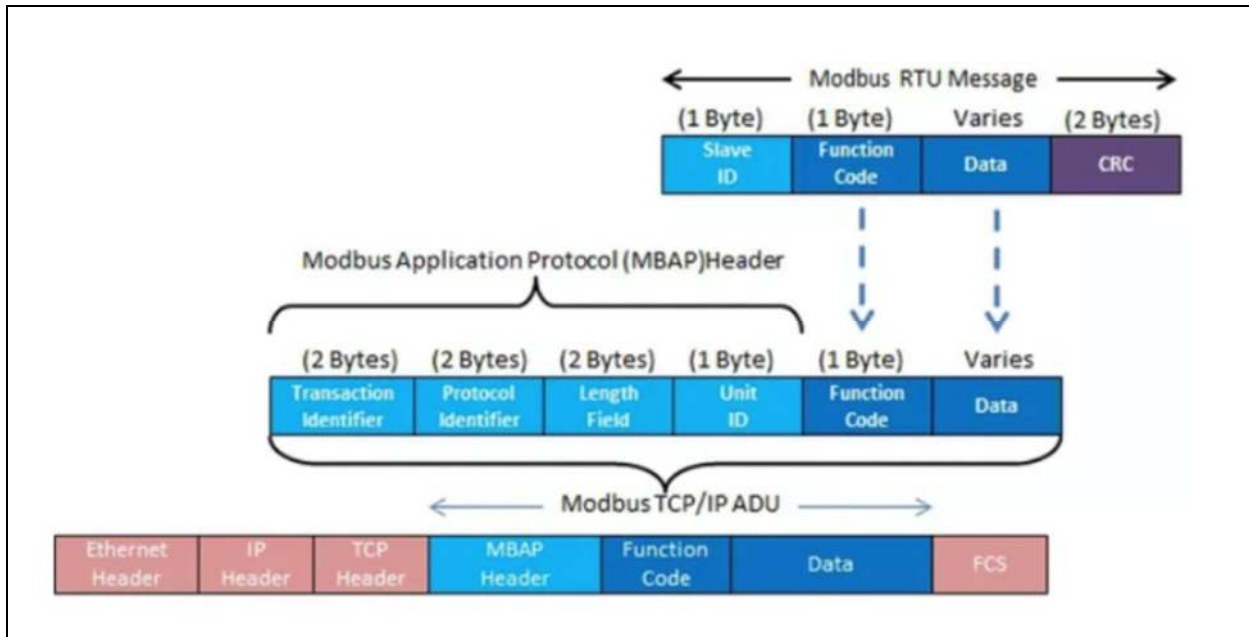 Modbus RTU Message
(1 Byte) (1 Byte) Varies (2 Bytes)
Slave ID Function Code Data CRC
Modbus Application Protocol (MBAP)Header
(2 Bytes) (2 Bytes) (2 Bytes) (1 Byte) (1 Byte) Varies
Transaction Identifier Protocol Identifier Length Field Unit ID Function Code Data
Modbus TCP/IP ADU
Ethernet Header IP Header TCP Header MBAP Header Function Code Data FCS